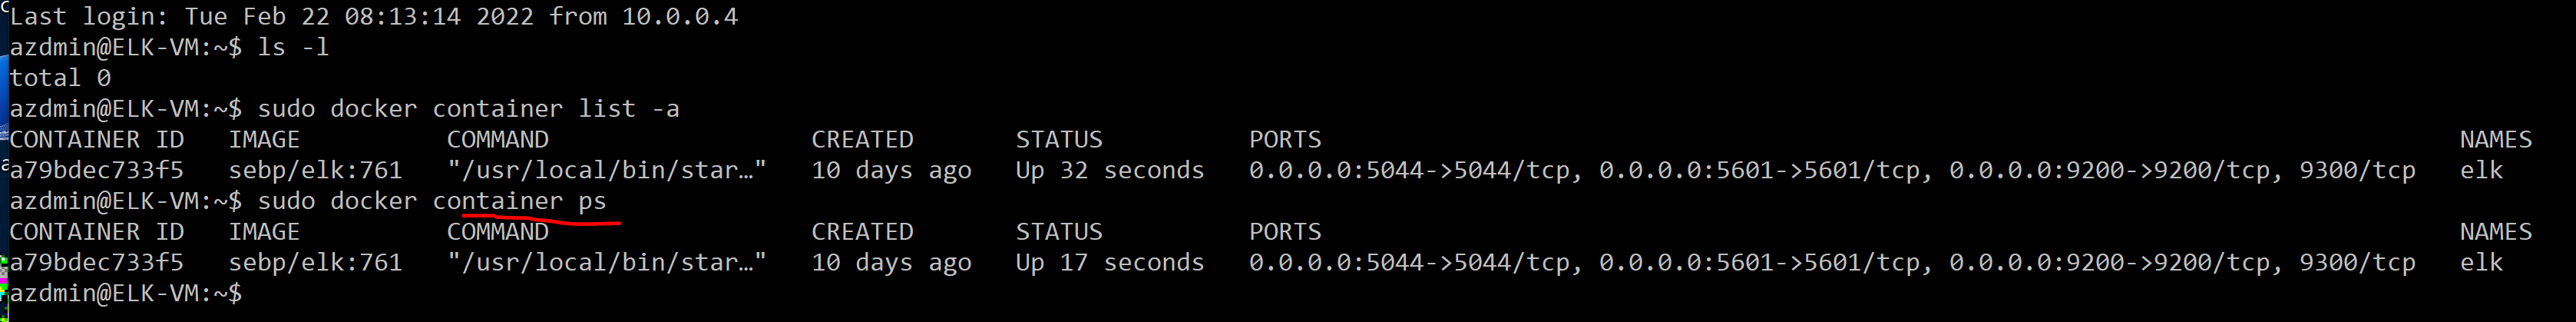 Last login: Tue Feb 22 08:13:14 2022 from 10.0.0.4
azdmin@ELK-VM:~$ ls -l
total 0
azdmin@ELK-VM:~$ sudo docker container list -a
CONTAINER ID   IMAGE          COMMAND                  CREATED       STATUS          PORTS                                                                              NAMES
a79bdec733f5   sebp/elk:761   "/usr/local/bin/star…"   10 days ago   Up 32 seconds   0.0.0.0:5044->5044/tcp, 0.0.0.0:5601->5601/tcp, 0.0.0.0:9200->9200/tcp, 9300/tcp   elk
azdmin@ELK-VM:~$ sudo docker container ps
CONTAINER ID   IMAGE          COMMAND                  CREATED       STATUS          PORTS                                                                              NAMES
a79bdec733f5   sebp/elk:761   "/usr/local/bin/star…"   10 days ago   Up 17 seconds   0.0.0.0:5044->5044/tcp, 0.0.0.0:5601->5601/tcp, 0.0.0.0:9200->9200/tcp, 9300/tcp   elk
azdmin@ELK-VM:~$